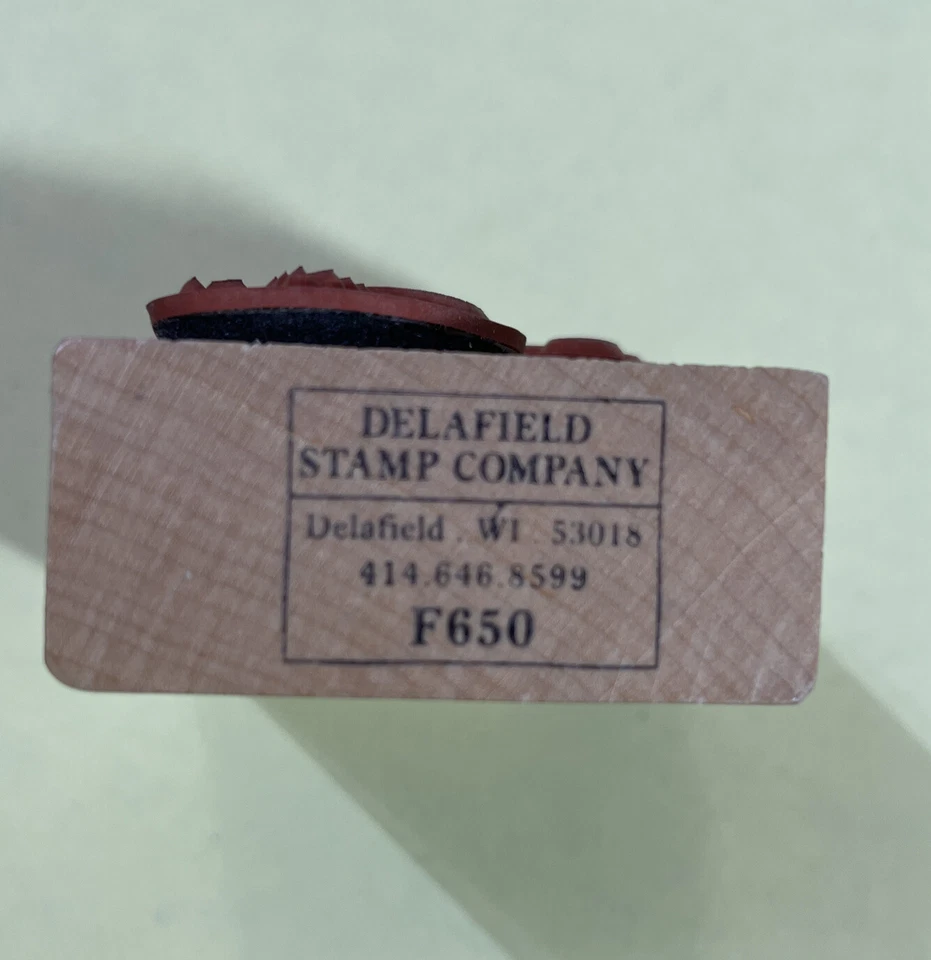 DELAFIELD
STAMP COMPANY
Delafield . WI . 53018
414.646.8599
F650